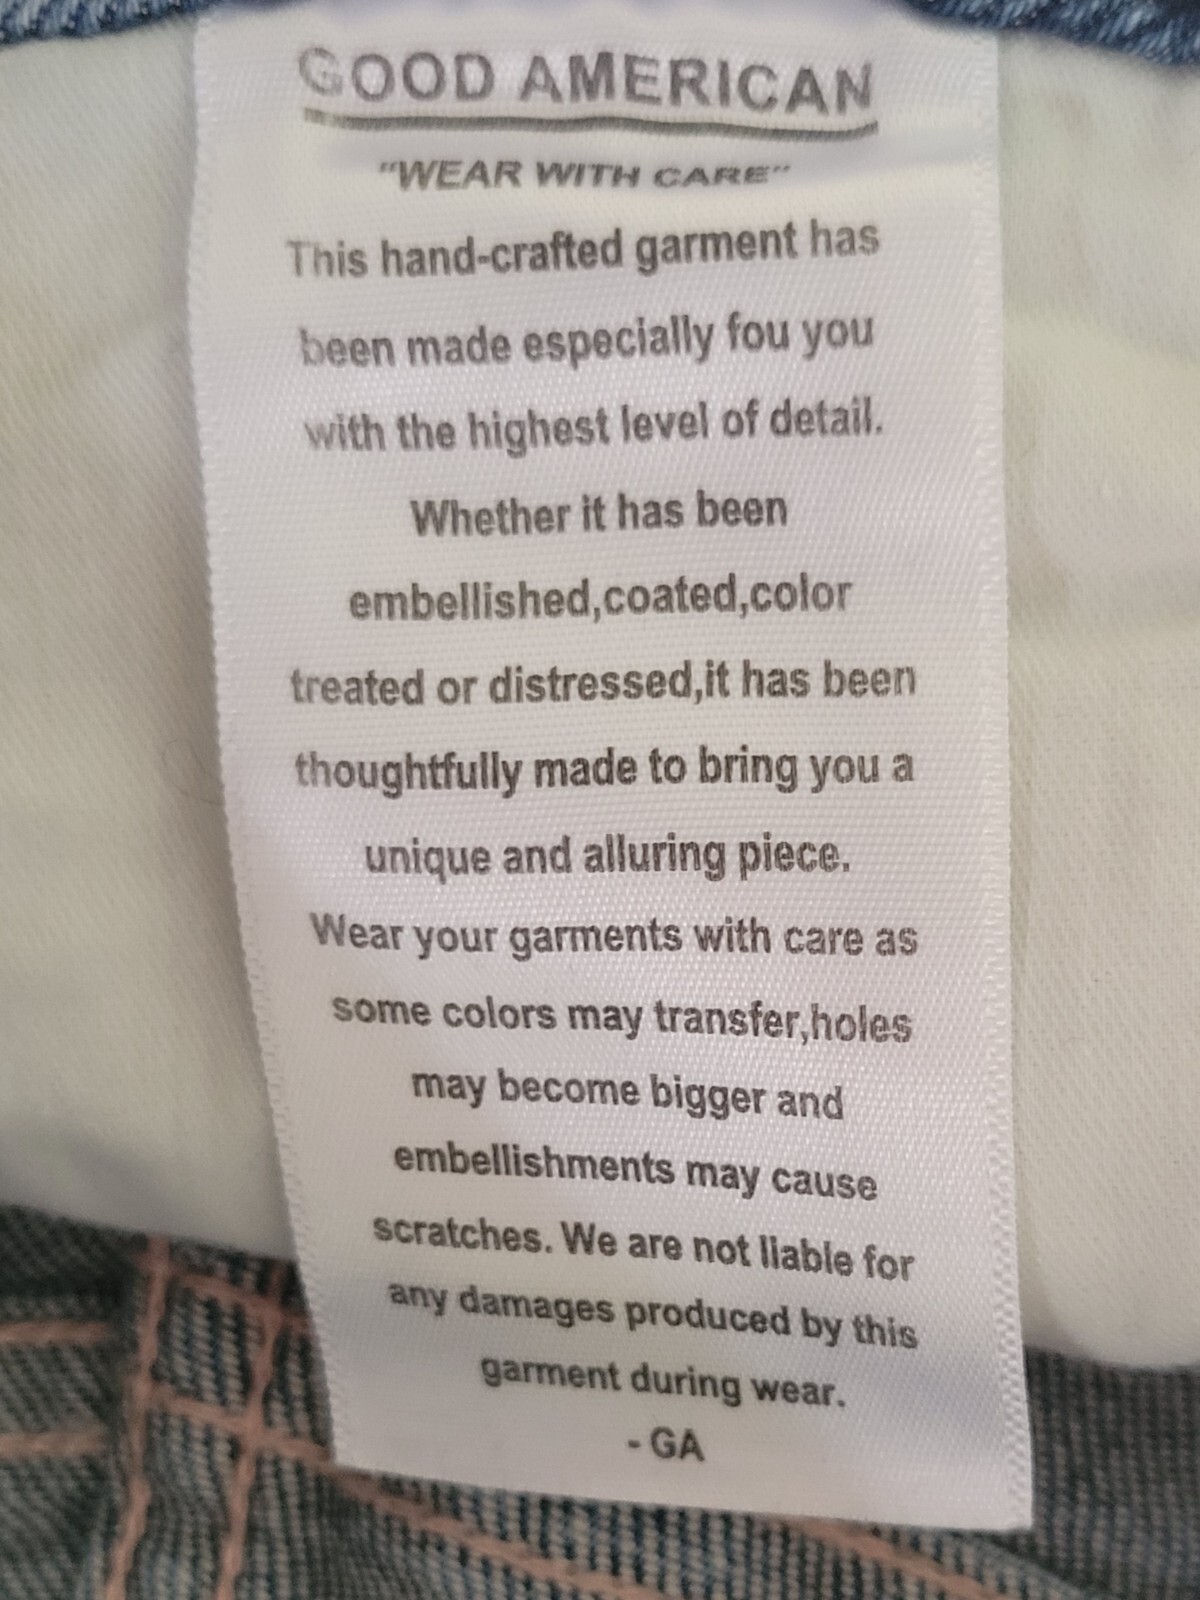 GOOD AMERICAN
"WEAR WITH CARE"
This hand-crafted garment has
been made especially fou you
with the highest level of detail.
Whether it has been
embellished,coated,color
treated or distressed,it has been
thoughtfully made to bring you a
unique and alluring piece.
Wear your garments with care as
some colors may transfer,holes
may become bigger and
embellishments may cause
scratches. We are not liable for
any damages produced by this
garment during wear.
- GA